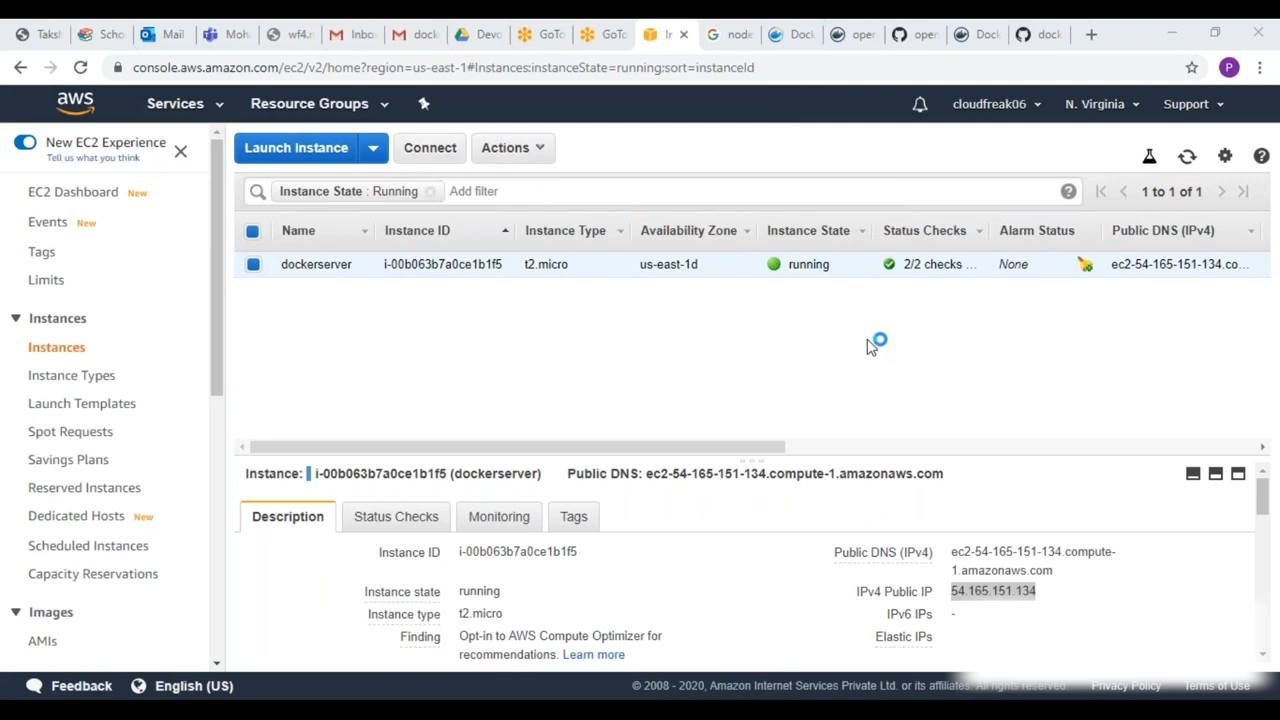 Taksh Scho Mail Moh wf4.r Inbo dock Devo GoTo GoTo In node Dock oper oper Dock dock
console.aws.amazon.com/ec2/v2/home?region=us-east-1#Instances:instanceState=running;sort=instanceId P
aws Services Resource Groups cloudfreak06 N. Virginia Support
New EC2 Experience
Tell us what you think
Launch Instance Connect Actions
EC2 Dashboard New
Instance State : Running Add filter 1 to 1 of 1
Events New
Name Instance ID Instance Type Availability Zone Instance State Status Checks Alarm Status Public DNS (IPv4)
Tags
dockerserver i-00b063b7a0ce1b1f5 t2.micro us-east-1d running 2/2 checks ... None ec2-54-165-151-134.co...
Limits
Instances
Instances
Instance Types
Launch Templates
Spot Requests
Savings Plans
Reserved Instances
Dedicated Hosts New
Scheduled Instances
Capacity Reservations
Images
AMIs
Instance: i-00b063b7a0ce1b1f5 (dockerserver) Public DNS: ec2-54-165-151-134.compute-1.amazonaws.com
Description Status Checks Monitoring Tags
Instance ID i-00b063b7a0ce1b1f5 Public DNS (IPv4) ec2-54-165-151-134.compute-
1.amazonaws.com
Instance state running IPv4 Public IP 54.165.151.134
Instance type t2.micro IPv6 IPs -
Finding Opt-in to AWS Compute Optimizer for Elastic IPs
recommendations. Learn more
Feedback English (US) © 2008 - 2020, Amazon Internet Services Private Ltd. or its affiliates. All rights reserved. Privacy Policy Terms of Use